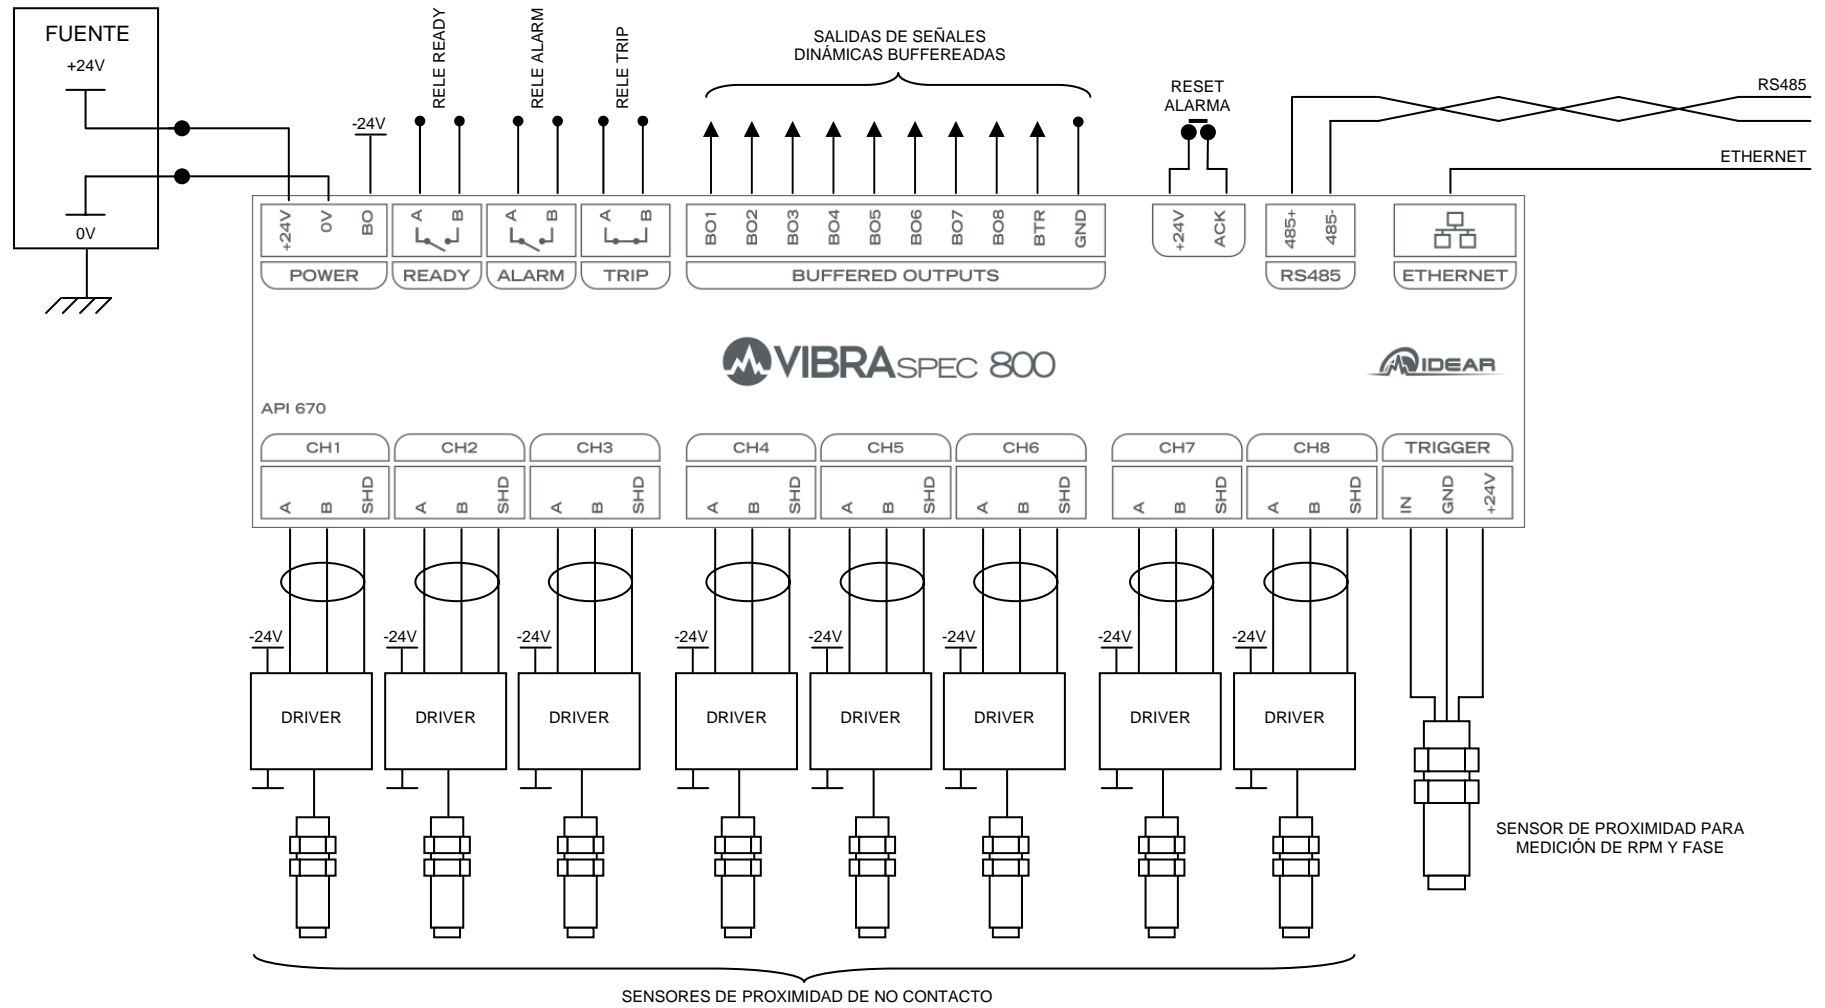 FUENTE
+24V
0V
-24V
RELE READY
RELE ALARM
RELE TRIP
SALIDAS DE SEÑALES
DINÁMICAS BUFFEREADAS
RESET
ALARMA
RS485
ETHERNET
+24V 0V BO
A B
A B
A B
BO1 BO2 BO3 BO4 BO5 BO6 BO7 BO8 BTR GND
+24V ACK
485+ 485-
POWER
READY
ALARM
TRIP
BUFFERED OUTPUTS
RS485
ETHERNET
VIBRASPEC 800
IDEAR
API 670
CH1
CH2
CH3
CH4
CH5
CH6
CH7
CH8
TRIGGER
A B SHD
A B SHD
A B SHD
A B SHD
A B SHD
A B SHD
A B SHD
A B SHD
IN GND +24V
-24V
-24V
-24V
-24V
-24V
-24V
-24V
-24V
DRIVER
DRIVER
DRIVER
DRIVER
DRIVER
DRIVER
DRIVER
DRIVER
SENSOR DE PROXIMIDAD PARA
MEDICIÓN DE RPM Y FASE
SENSORES DE PROXIMIDAD DE NO CONTACTO